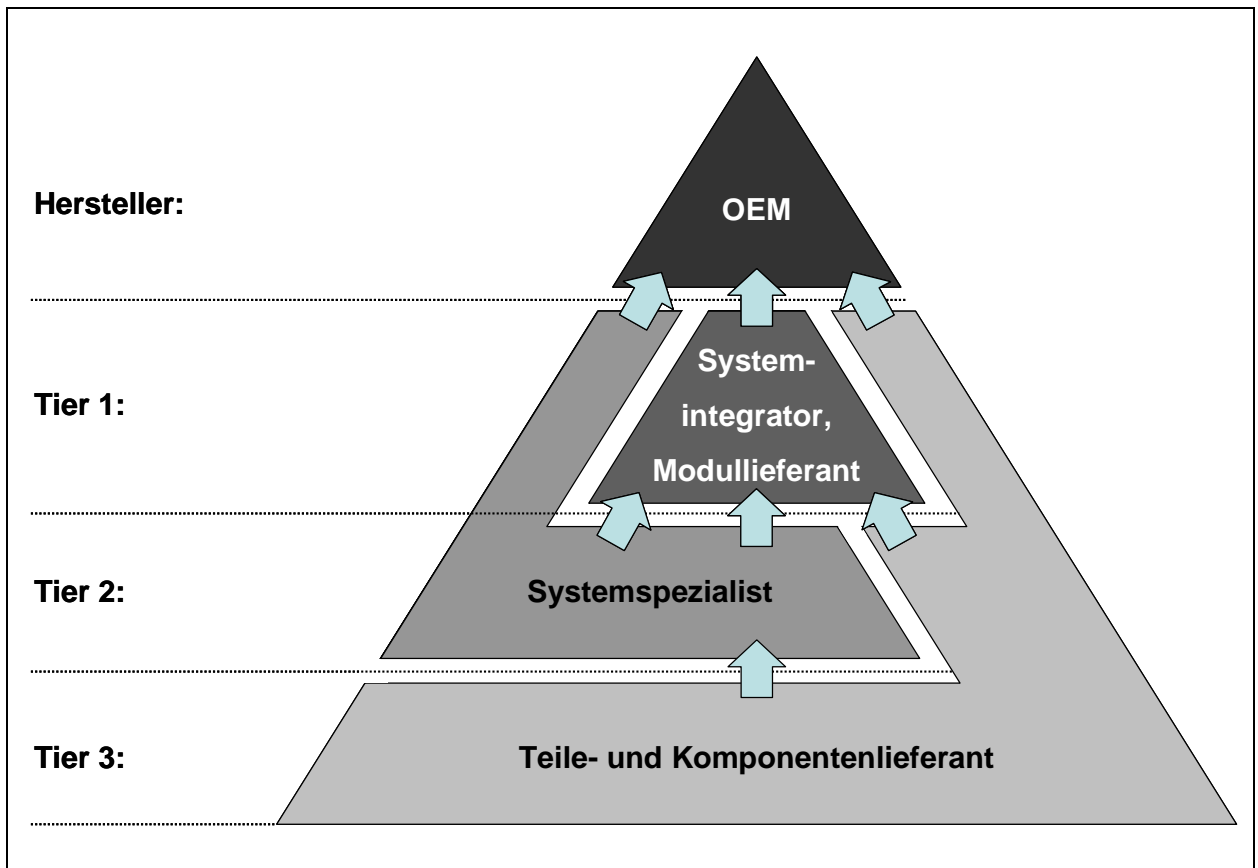 Hersteller:
OEM
Tier 1:
System-
integrator,
Modullieferant
Tier 2:
Systemspezialist
Tier 3:
Teile- und Komponentenlieferant